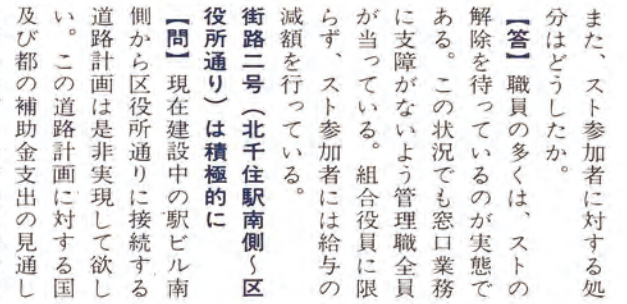 また、スト参加者に対する処
分はどうしたか。
【答】職員の多くは、ストの
解除を待っているのが実態で
ある。この状況でも窓口業務
に支障がないよう管理職全員
が当っている。組合役員に限
らず、スト参加者には給与の
減額を行っている。
街路二号（北千住駅南側～区
役所通り）は積極的に
【問】現在建設中の駅ビル南
側から区役所通りに接続する
道路計画は是非実現して欲し
い。この道路計画に対する国
及び都の補助金支出の見通し